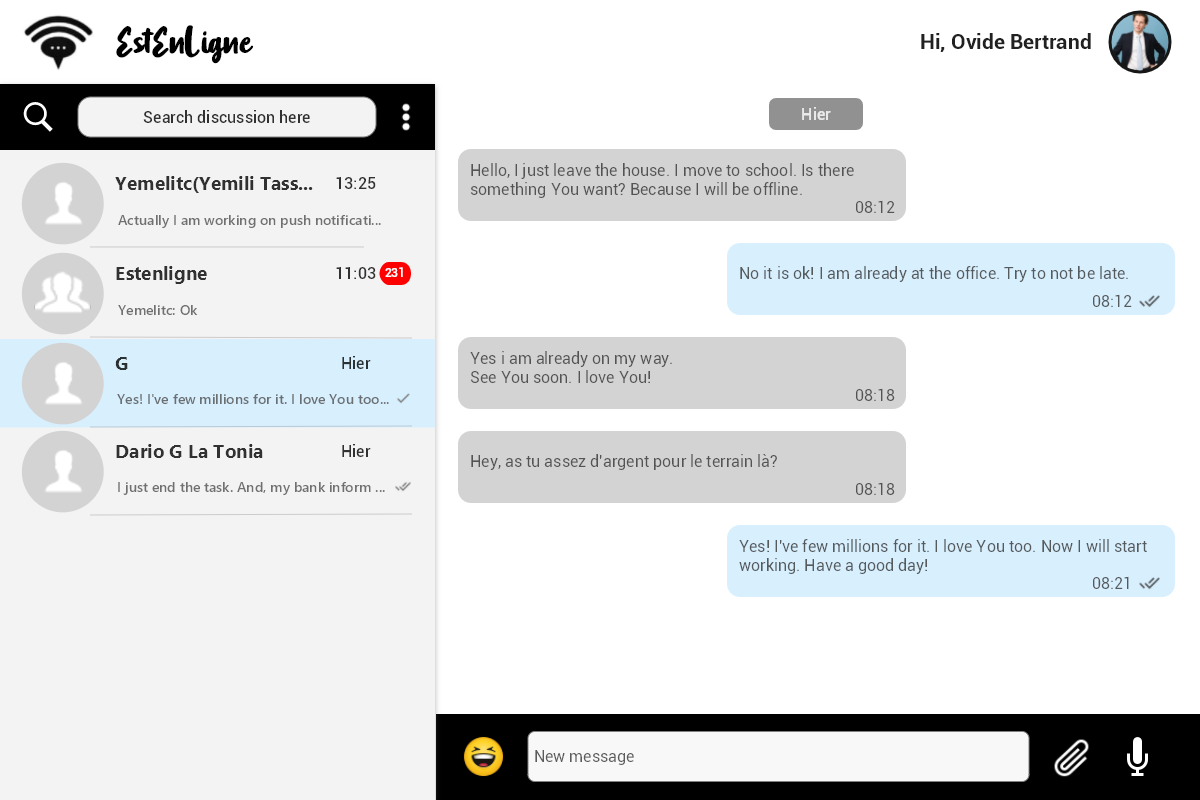 EstEnLigne
Hi, Ovide Bertrand
Search discussion here
Yemelitc(Yemili Tass... 13:25
Actually I am working on push notificati...
Estenligne 11:03 231
Yemelitc: Ok
G Hier
Yes! I've few millions for it. I love You too...
Dario G La Tonia Hier
I just end the task. And, my bank inform ...
Hier
Hello, I just leave the house. I move to school. Is there
something You want? Because I will be offline.
08:12
No it is ok! I am already at the office. Try to not be late.
08:12
Yes i am already on my way.
See You soon. I love You!
08:18
Hey, as tu assez d'argent pour le terrain là?
08:18
Yes! I've few millions for it. I love You too. Now I will start
working. Have a good day!
08:21
New message